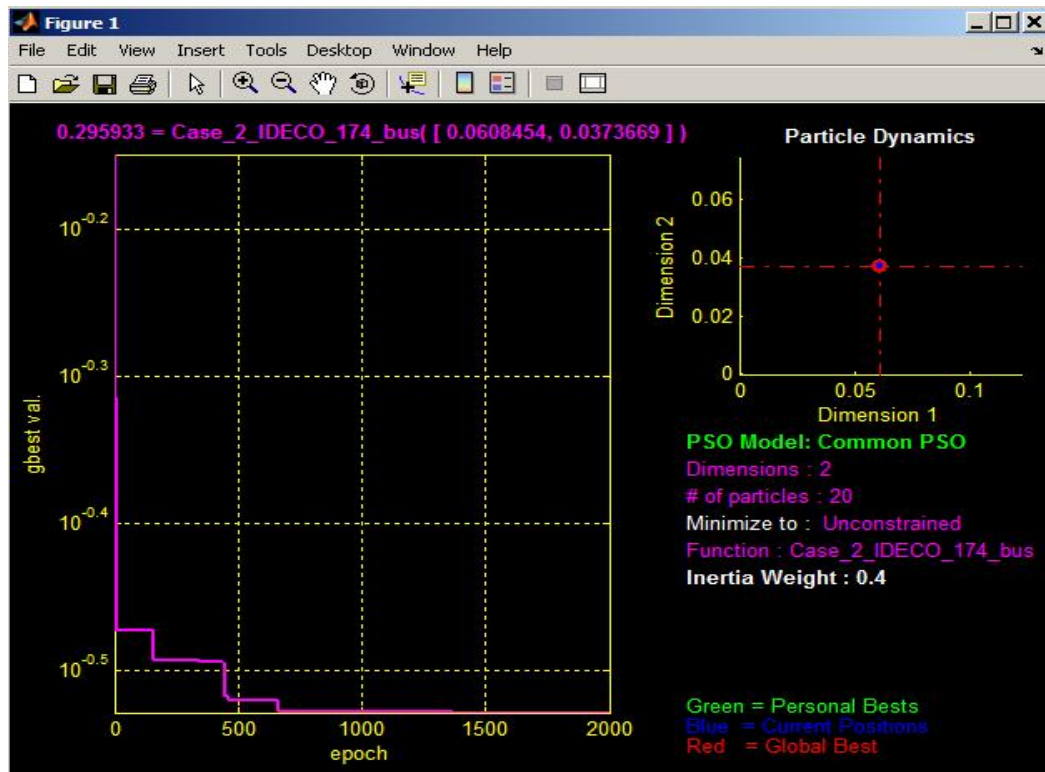 Figure 1
File Edit View Insert Tools Desktop Window Help
0.295933 = Case_2_IDECO_174_bus( [ 0.0608454, 0.0373669 ] )
10^-0.2
10^-0.3
10^-0.4
10^-0.5
gbest val.
0 500 1000 1500 2000
epoch
Particle Dynamics
0.06
0.04
0.02
0
Dimension 2
0 0.05 0.1
Dimension 1
PSO Model: Common PSO
Dimensions : 2
# of particles : 20
Minimize to : Unconstrained
Function : Case_2_IDECO_174_bus
Inertia Weight : 0.4
Green = Personal Bests
Blue = Current Positions
Red = Global Best